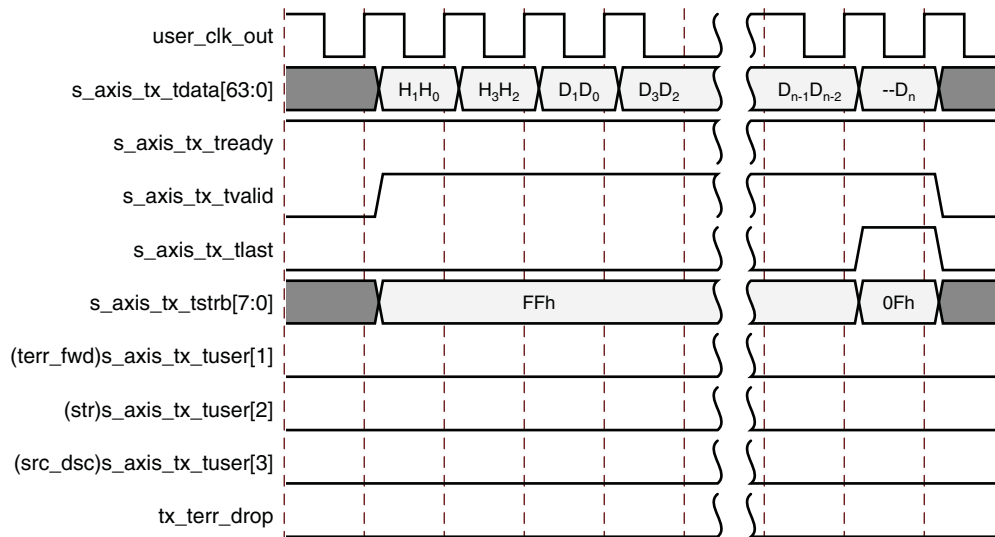 user_clk_out
s_axis_tx_tdata[63:0] H₁H₀ H₃H₂ D₁D₀ D₃D₂ Dₙ₋₁Dₙ₋₂ --Dₙ
s_axis_tx_tready
s_axis_tx_tvalid
s_axis_tx_tlast
s_axis_tx_tstrb[7:0] FFh 0Fh
(terr_fwd)s_axis_tx_tuser[1]
(str)s_axis_tx_tuser[2]
(src_dsc)s_axis_tx_tuser[3]
tx_terr_drop